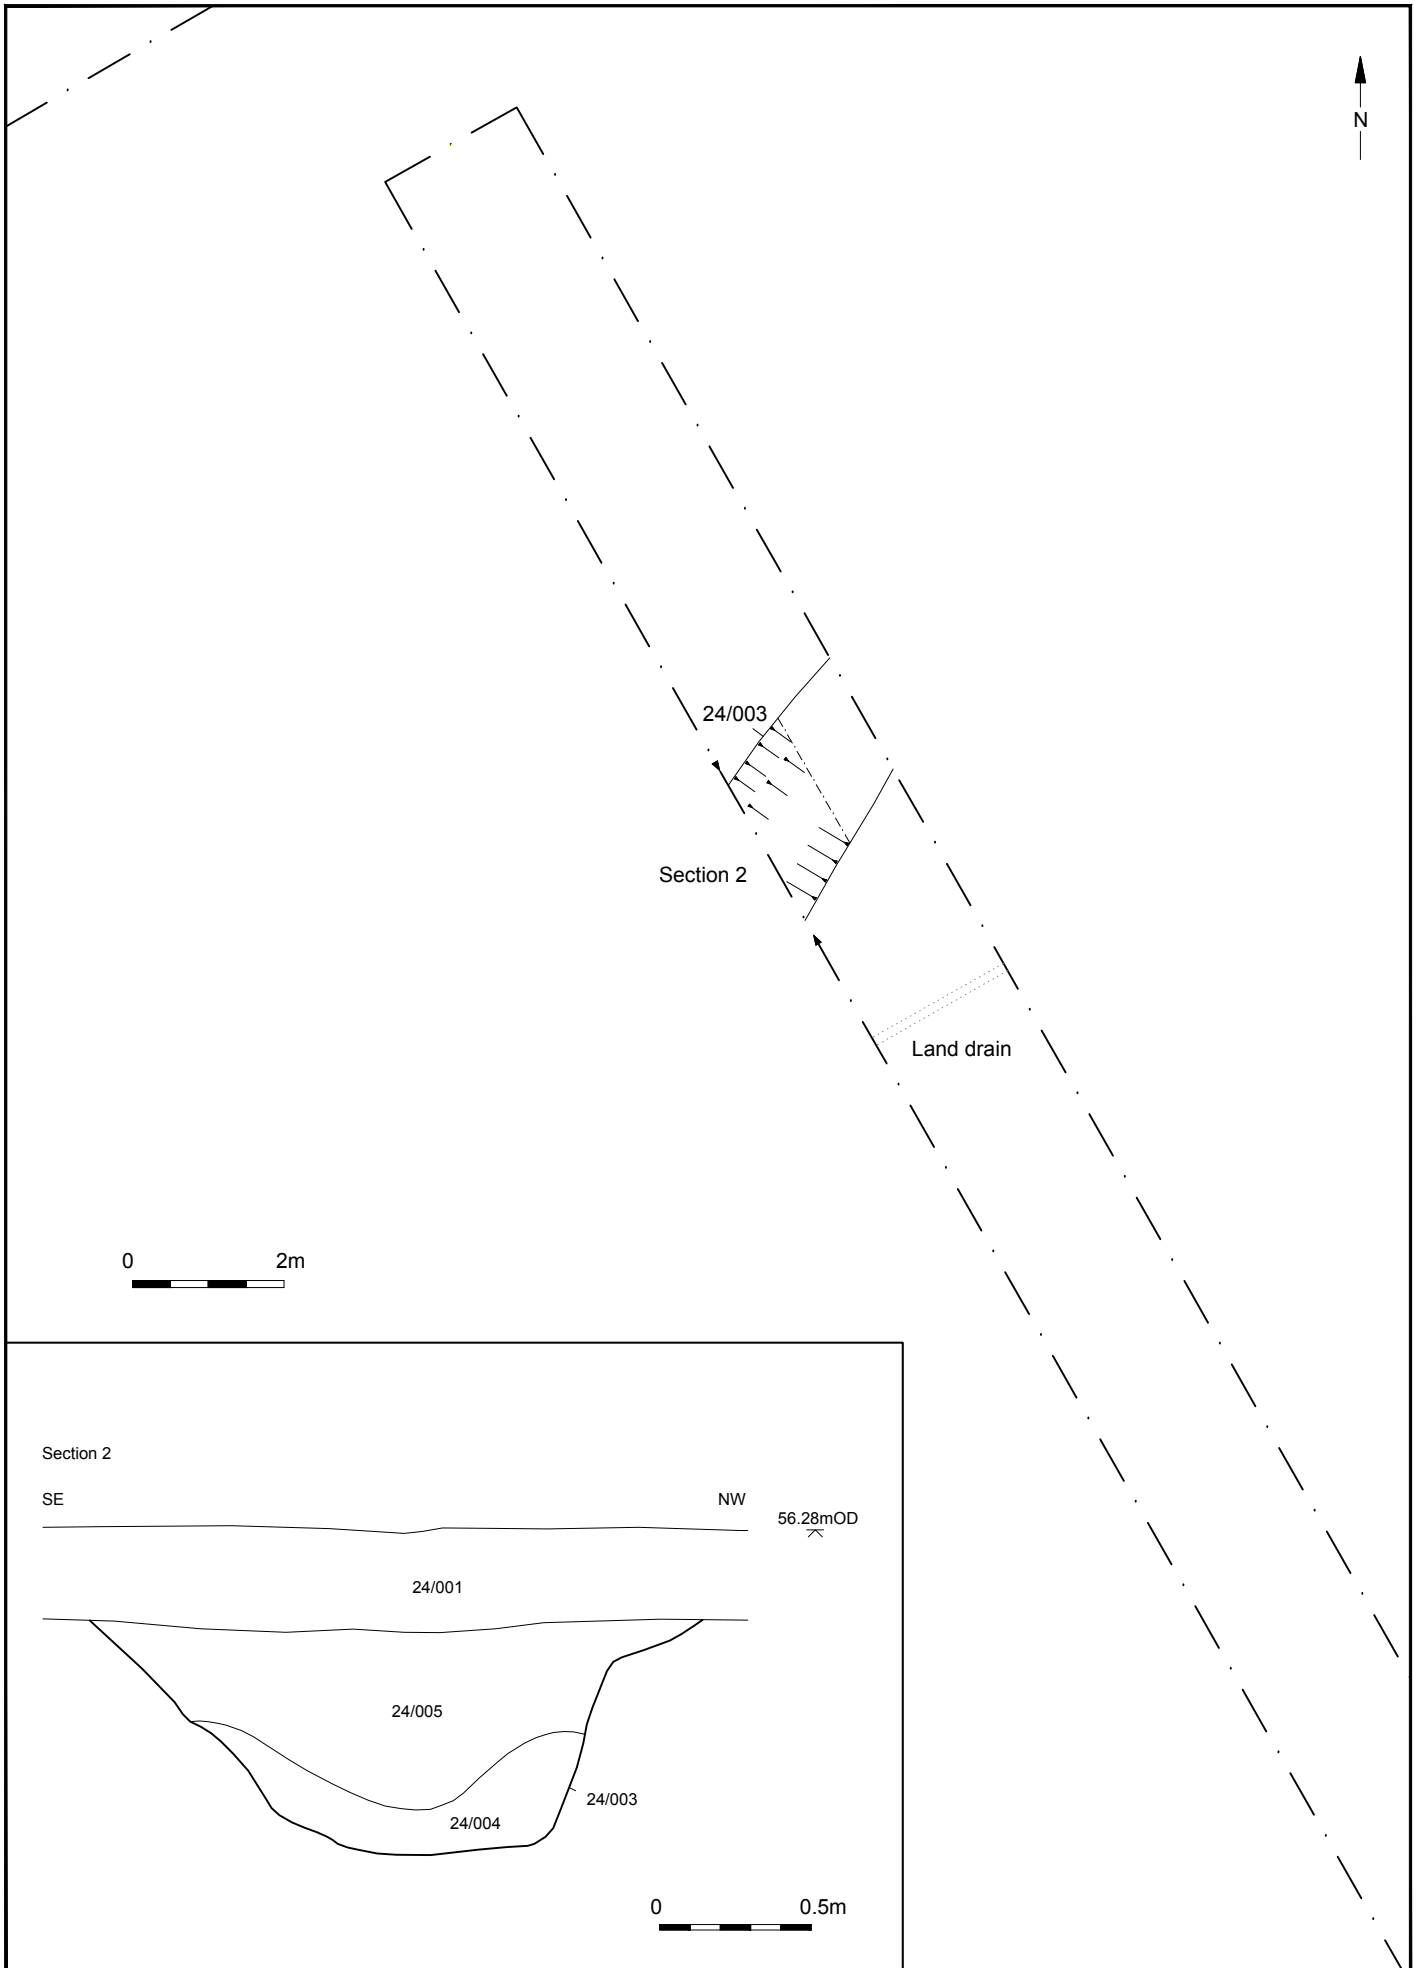 N
24/003
Section 2
Land drain
0 2m
Section 2
SE NW
56.28mOD
24/001
24/005
24/003
24/004
0 0.5m